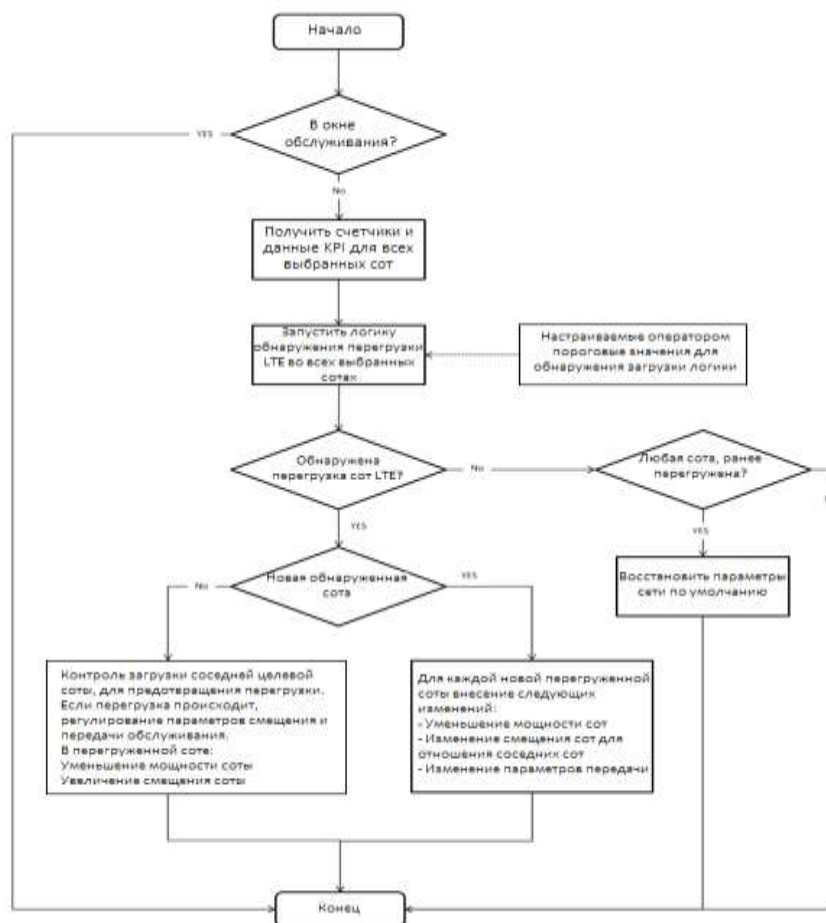 Начало
В окне
обслуживания?
YES
No
Получить счетчики и
данные KPI для всех
выбранных сот
Запустить логику
обнаружения перегрузки
LTE во всех выбранных
сотах
Настраиваемые оператором
пороговые значения для
обнаружения загрузки логики
Обнаружена
перегрузка сот LTE?
No
Любая сота, ранее
перегружена?
YES
YES
Новая обнаруженная
сота
No
YES
Восстановить параметры
сети по умолчанию
Контроль загрузки соседней целевой
соты, для предотвращения перегрузки.
Если перегрузка происходит,
регулирование параметров смещения и
передачи обслуживания.
В перегруженной соте:
Уменьшение мощности соты
Увеличение смещения соты
Для каждой новой перегруженной
соты внесение следующих
изменений:
- Уменьшение мощности сот
- Изменение смещения сот для
отношения соседних сот
- Изменение параметров передачи
Конец